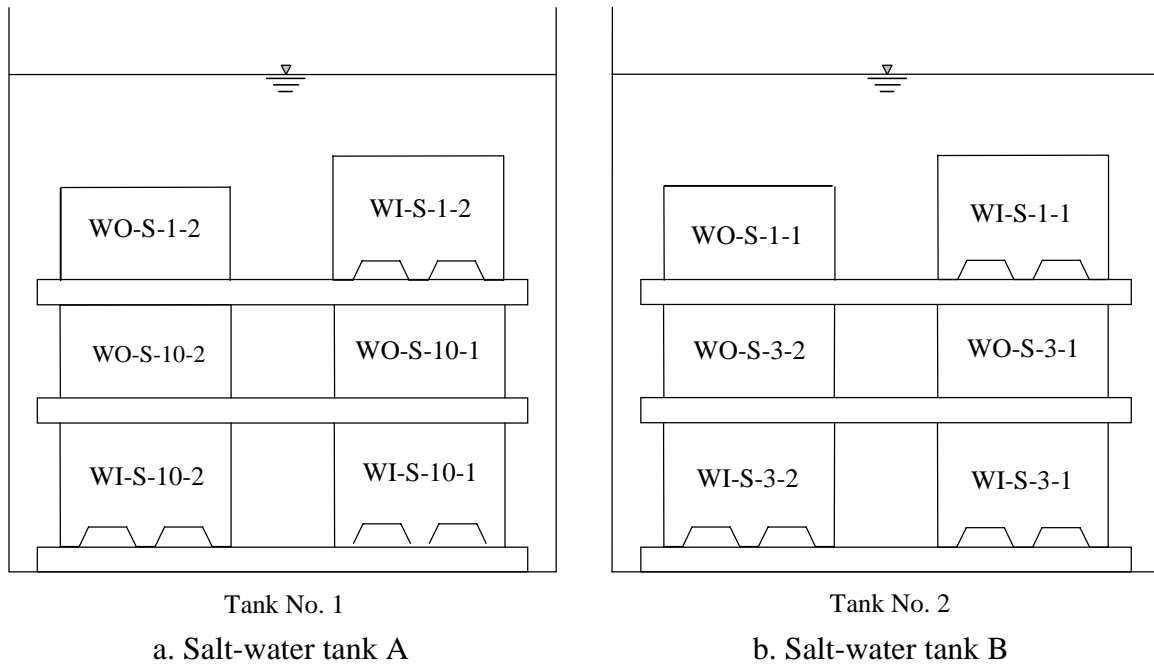 WO-S-1-2
WI-S-1-2
WO-S-10-2
WO-S-10-1
WI-S-10-2
WI-S-10-1
Tank No. 1
a. Salt-water tank A
WO-S-1-1
WI-S-1-1
WO-S-3-2
WO-S-3-1
WI-S-3-2
WI-S-3-1
Tank No. 2
b. Salt-water tank B